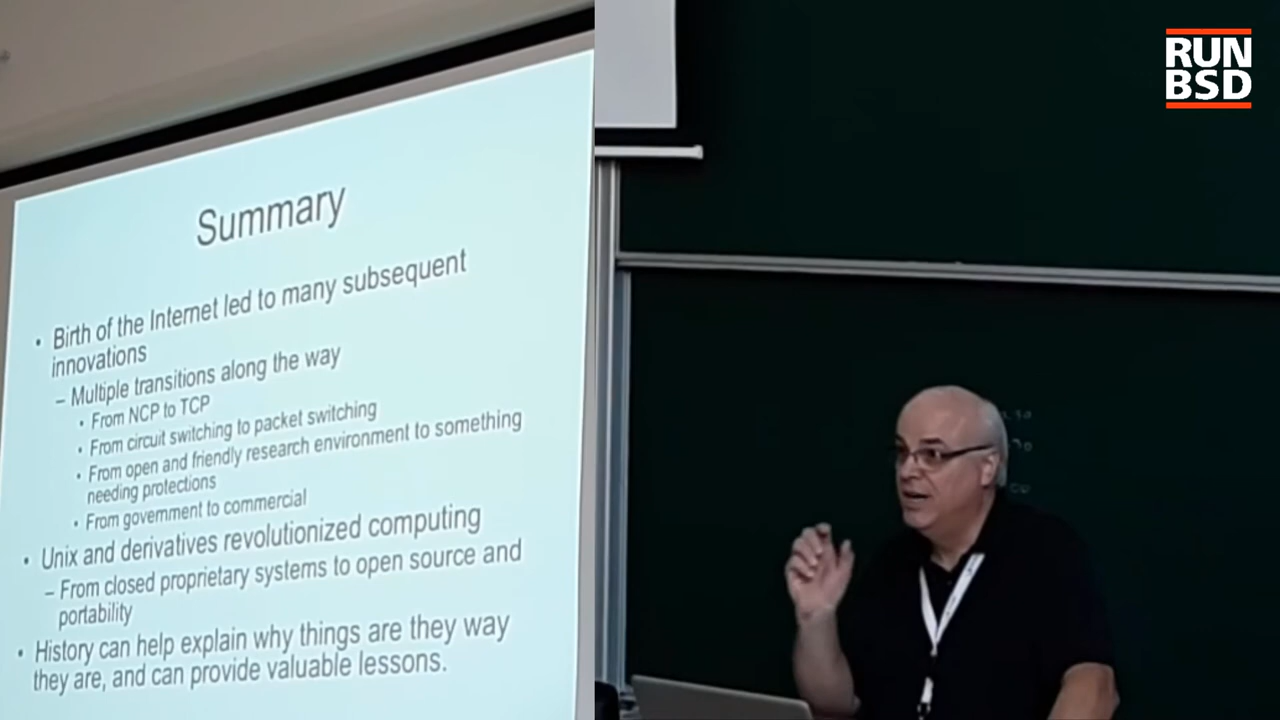 Summary
• Birth of the Internet led to many subsequent
innovations
– Multiple transitions along the way
• From NCP to TCP
• From circuit switching to packet switching
• From open and friendly research environment to something
needing protections
• From government to commercial
• Unix and derivatives revolutionized computing
– From closed proprietary systems to open source and
portability
• History can help explain why things are they way
they are, and can provide valuable lessons.
RUN
BSD